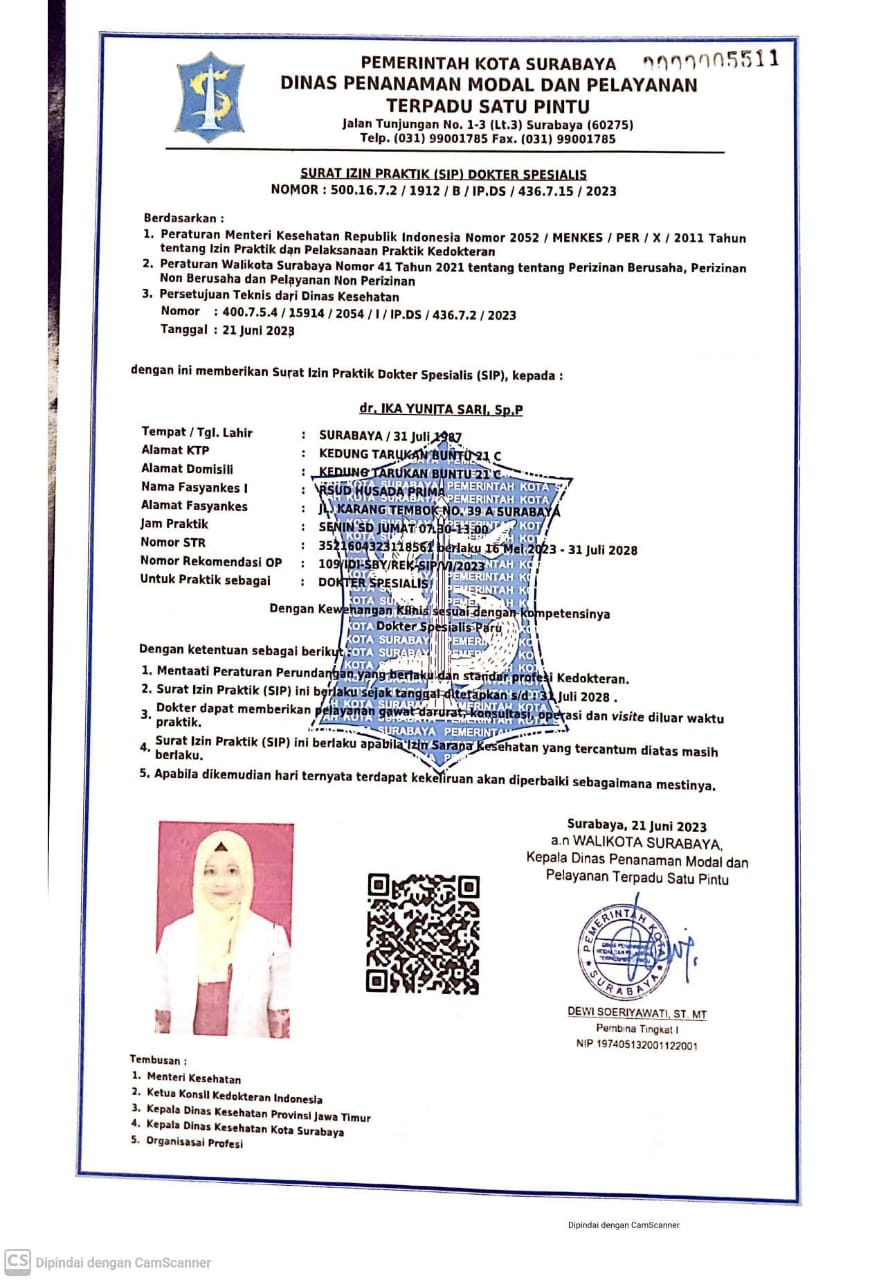 PEMERINTAH KOTA SURABAYA
5511
DINAS PENANAMAN MODAL DAN PELAYANAN
TERPADU SATU PINTU
Jalan Tunjungan No. 1-3 (Lt.3) Surabaya (60275)
Telp. (031) 99001785 Fax. (031) 99001785
SURAT IZIN PRAKTIK (SIP) DOKTER SPESIALIS
NOMOR : 500.16.7.2 / 1912 / B / IP.DS / 436.7.15 / 2023
Berdasarkan :
1. Peraturan Menteri Kesehatan Republik Indonesia Nomor 2052 / MENKES / PER / X / 2011 Tahun
tentang Izin Praktik dan Pelaksanaan Praktik Kedokteran
2. Peraturan Walikota Surabaya Nomor 41 Tahun 2021 tentang tentang Perizinan Berusaha, Perizinan
Non Berusaha dan Pelayanan Non Perizinan
3. Persetujuan Teknis dari Dinas Kesehatan
Nomor : 400.7.5.4 / 15914 / 2054 / I / IP.DS / 436.7.2 / 2023
Tanggal : 21 Juni 2023
dengan ini memberikan Surat Izin Praktik Dokter Spesialis (SIP), kepada :
dr. IKA YUNITA SARI, Sp.P
Tempat / Tgl. Lahir : SURABAYA / 31 Juli 1987
Alamat KTP : KEDUNG TARUKAN BUNTU 21 C
Alamat Domisili : KEDUNG TARUKAN BUNTU 21 C
Nama Fasyankes I : RSUD HUSADA PRIMA
Alamat Fasyankes : JL. KARANG TEMBOK NO. 39 A SURABAYA
Jam Praktik : SENIN SD JUMAT 07.30-13.00
Nomor STR : 3521604323118561 berlaku 16 Mei 2023 - 31 Juli 2028
Nomor Rekomendasi OP : 109/IDI-SBY/REK-SIP/VI/2023
Untuk Praktik sebagai : DOKTER SPESIALIS
Dengan Kewenangan Klinis sesuai dengan kompetensinya
Dokter Spesialis Paru
Dengan ketentuan sebagai berikut :
1. Mentaati Peraturan Perundangan yang berlaku dan standar profesi Kedokteran.
2. Surat Izin Praktik (SIP) ini berlaku sejak tanggal ditetapkan s/d : 31 Juli 2028 .
3. Dokter dapat memberikan pelayanan gawat darurat, konsultasi, operasi dan visite diluar waktu
praktik.
4. Surat Izin Praktik (SIP) ini berlaku apabila Izin Sarana Kesehatan yang tercantum diatas masih
berlaku.
5. Apabila dikemudian hari ternyata terdapat kekeliruan akan diperbaiki sebagaimana mestinya.
Surabaya, 21 Juni 2023
a.n WALIKOTA SURABAYA,
Kepala Dinas Penanaman Modal dan
Pelayanan Terpadu Satu Pintu
PEMERINTAH KOTA
SURABAYA
DEWI SOERIYAWATI, ST. MT
Pembina Tingkat I
NIP 197405132001122001
Tembusan :
1. Menteri Kesehatan
2. Ketua Konsil Kedokteran Indonesia
3. Kepala Dinas Kesehatan Provinsi Jawa Timur
4. Kepala Dinas Kesehatan Kota Surabaya
5. Organisasai Profesi
Dipindai dengan CamScanner
CS Dipindai dengan CamScanner